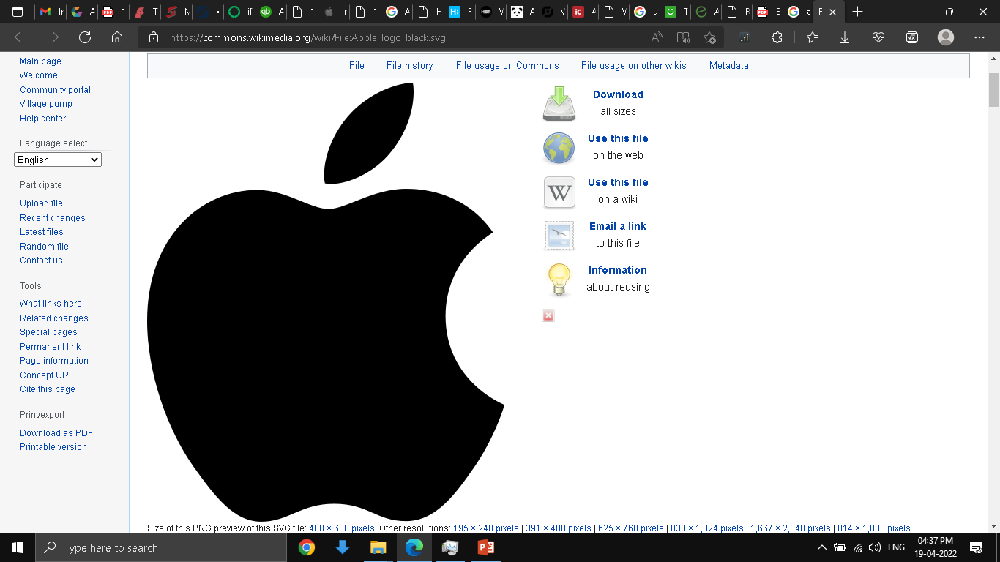 https://commons.wikimedia.org/wiki/File:Apple_logo_black.svg
Main page
Welcome
Community portal
Village pump
Help center
Language select
English
Participate
Upload file
Recent changes
Latest files
Random file
Contact us
Tools
What links here
Related changes
Special pages
Permanent link
Page information
Concept URI
Cite this page
Print/export
Download as PDF
Printable version
File File history File usage on Commons File usage on other wikis Metadata
Download
all sizes
Use this file
on the web
W
Use this file
on a wiki
Email a link
to this file
Information
about reusing
Size of this PNG preview of this SVG file: 488 × 600 pixels. Other resolutions: 195 × 240 pixels | 391 × 480 pixels | 625 × 768 pixels | 833 × 1,024 pixels | 1,667 × 2,048 pixels | 814 × 1,000 pixels.
Type here to search
ENG
04:37 PM
19-04-2022